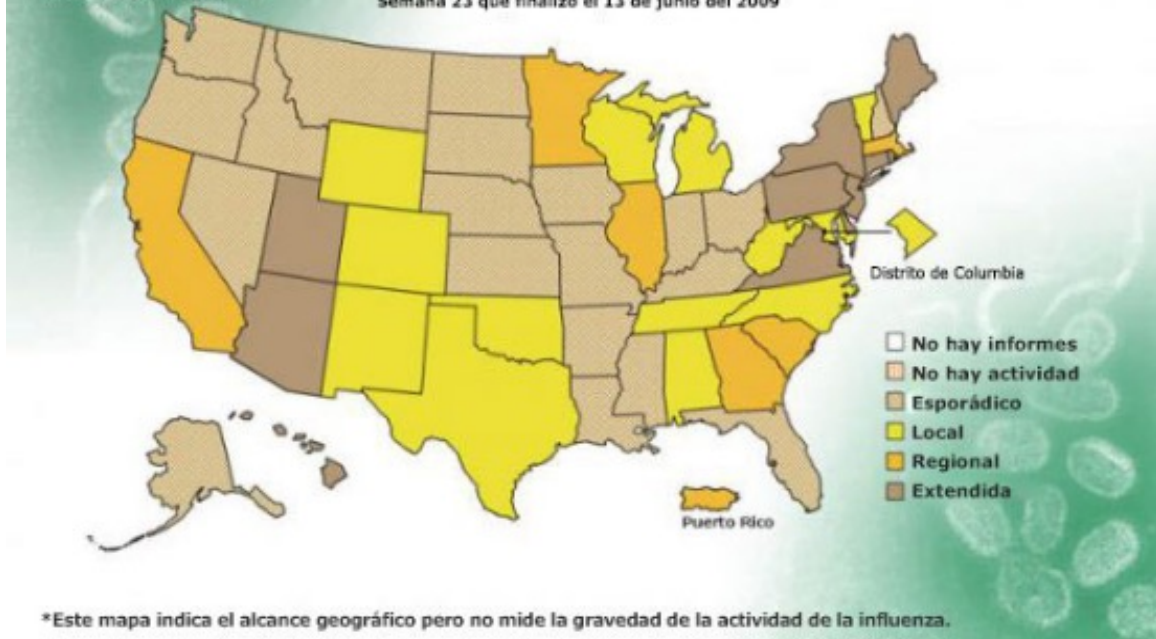 Semana 23 que finalizó el 13 de junio del 2009
Distrito de Columbia
No hay informes
No hay actividad
Esporádico
Local
Regional
Extendida
Puerto Rico
*Este mapa indica el alcance geográfico pero no mide la gravedad de la actividad de la influenza.